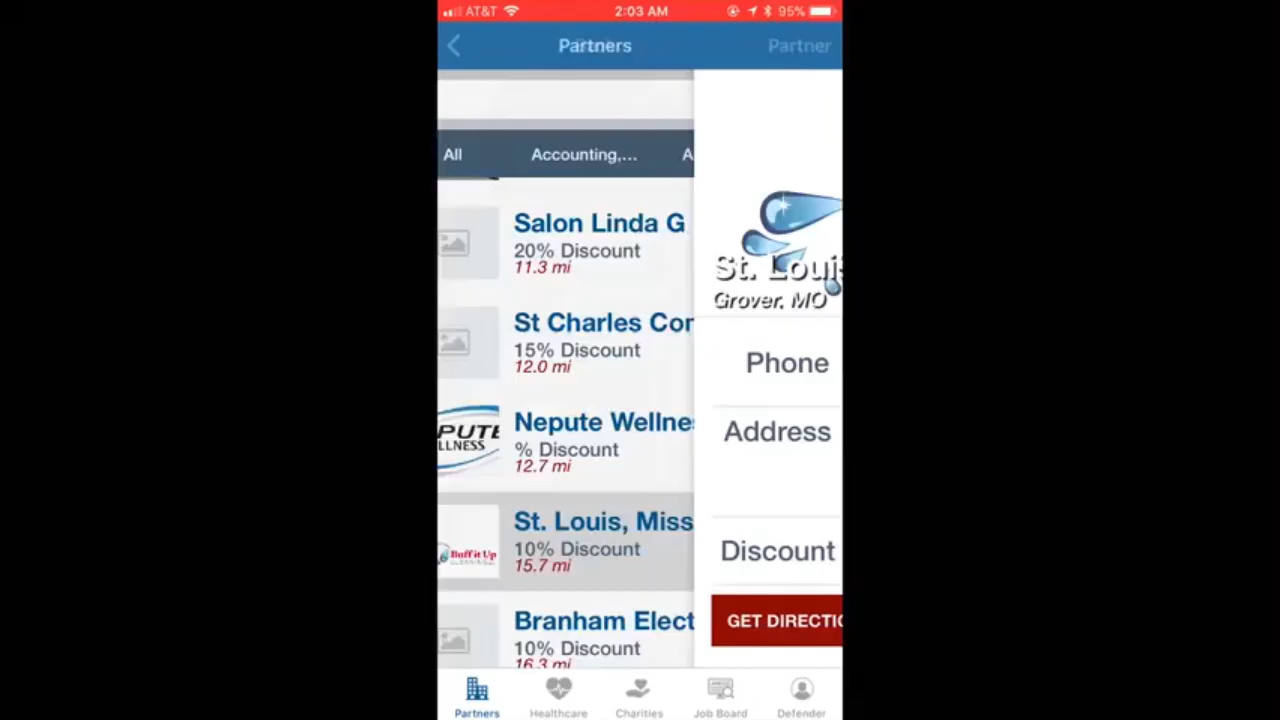 AT&T 2:03 AM 95%
Partners Partner
All Accounting,... A
Salon Linda G
20% Discount
11.3 mi
St Charles Cor
15% Discount
12.0 mi
PUTE
LLNESS
Nepute Wellnes
% Discount
12.7 mi
Buff it Up
St. Louis, Miss
10% Discount
15.7 mi
Branham Elect
10% Discount
16.3 mi
St. Louis
Grover, MO
Phone
Address
Discount
GET DIRECTIO
Partners Healthcare Charities Job Board Defender